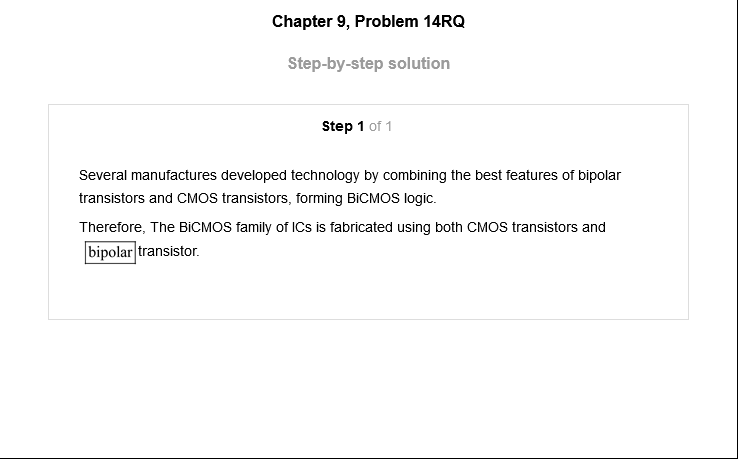 Chapter 9, Problem 14RQ
Step-by-step solution
Step 1 of 1
Several manufactures developed technology by combining the best features of bipolar
transistors and CMOS transistors, forming BiCMOS logic.
Therefore, The BiCMOS family of ICs is fabricated using both CMOS transistors and
bipolar transistor.